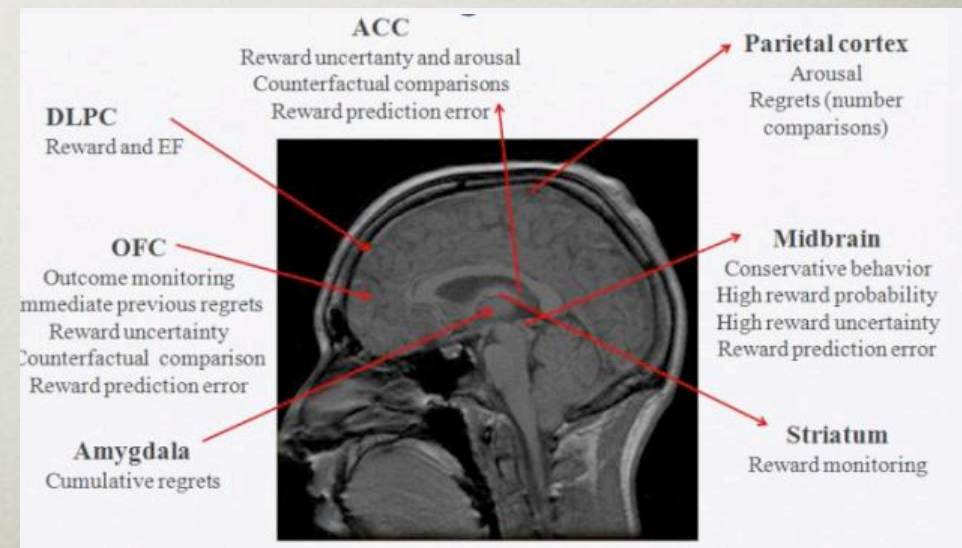 ACC
Reward uncertanty and arousal
Counterfactual comparisons
Reward prediction error
Parietal cortex
Arousal
Regrets (number
comparisons)
DLPC
Reward and EF
OFC
Outcome monitoring
mmediate previous regrets
Reward uncertainty
Counterfactual comparison
Reward prediction error
Midbrain
Conservative behavior
High reward probability
High reward uncertainty
Reward prediction error
Amygdala
Cumulative regrets
Striatum
Reward monitoring